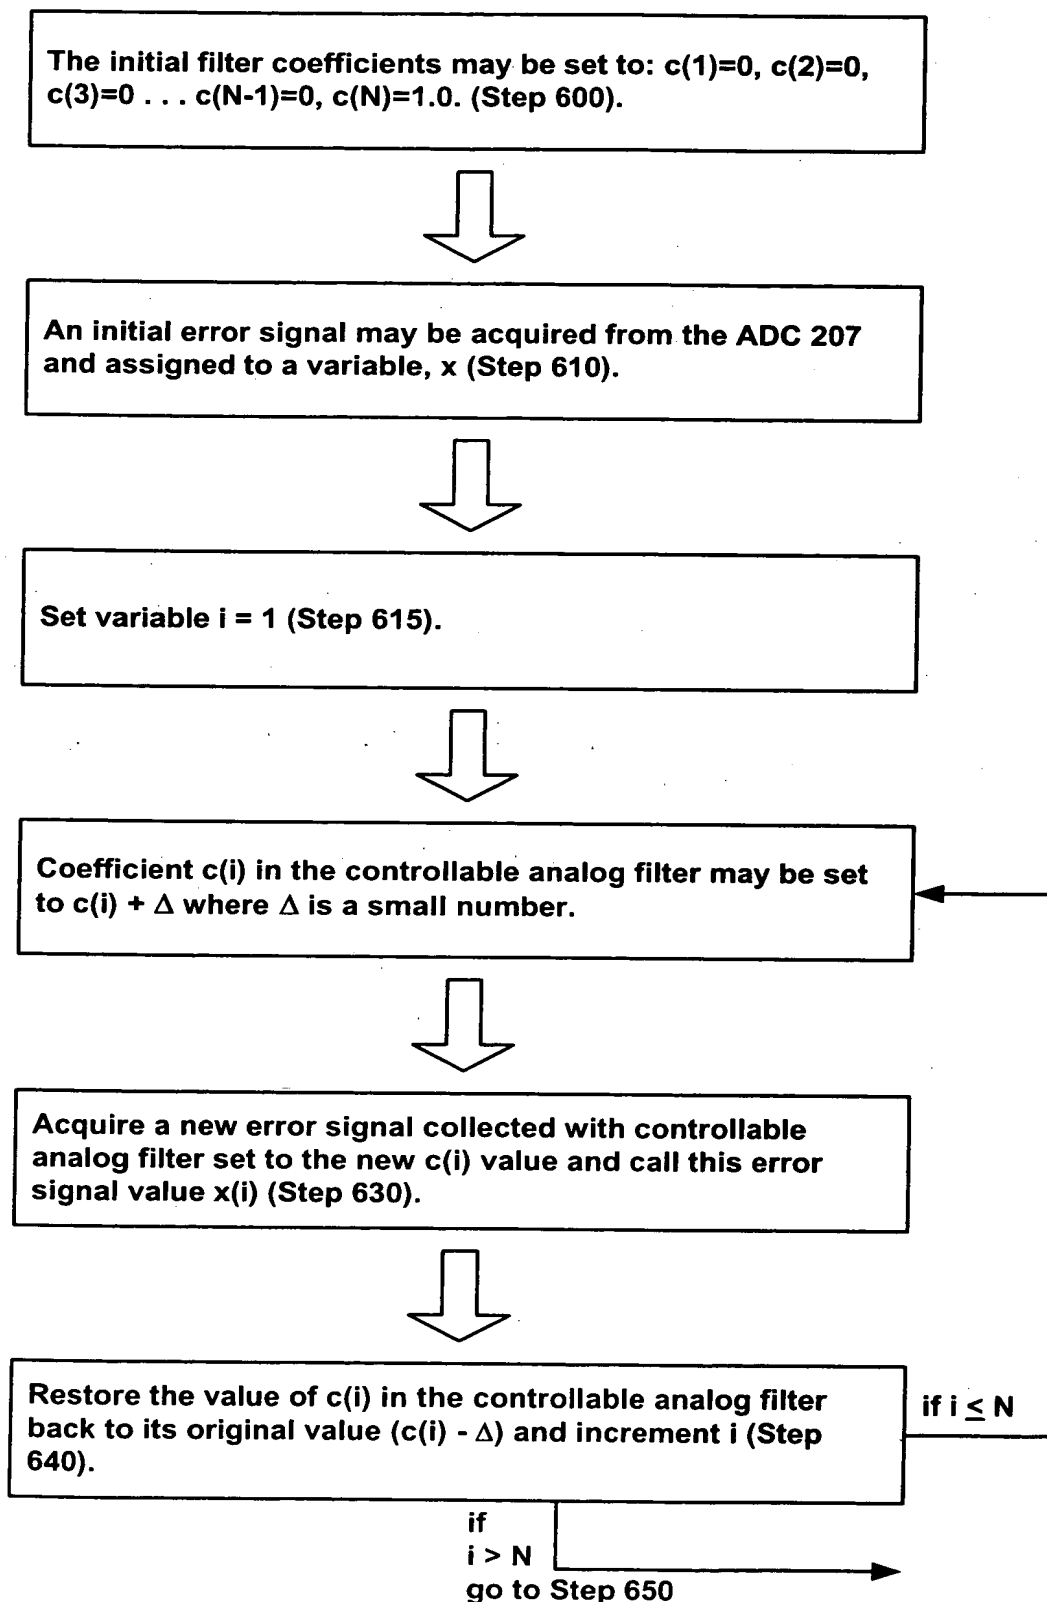 The initial filter coefficients may be set to: c(1)=0, c(2)=0,
c(3)=0 . . . c(N-1)=0, c(N)=1.0. (Step 600).
An initial error signal may be acquired from the ADC 207
and assigned to a variable, x (Step 610).
Set variable i = 1 (Step 615).
Coefficient c(i) in the controllable analog filter may be set
to c(i) + Δ where Δ is a small number.
Acquire a new error signal collected with controllable
analog filter set to the new c(i) value and call this error
signal value x(i) (Step 630).
Restore the value of c(i) in the controllable analog filter
back to its original value (c(i) - Δ) and increment i (Step
640).
if i ≤ N
if
i > N
go to Step 650